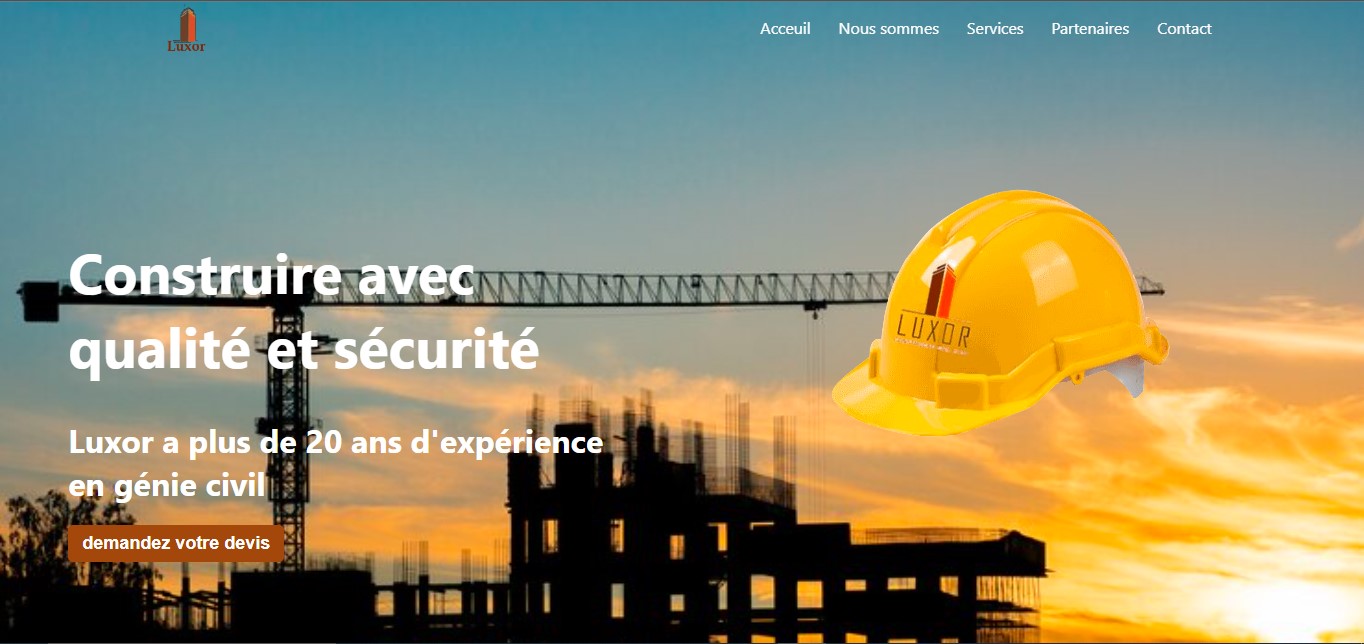 Luxor
Acceuil Nous sommes Services Partenaires Contact
Construire avec
qualité et sécurité
LUXOR
Luxor a plus de 20 ans d'expérience
en génie civil
demandez votre devis